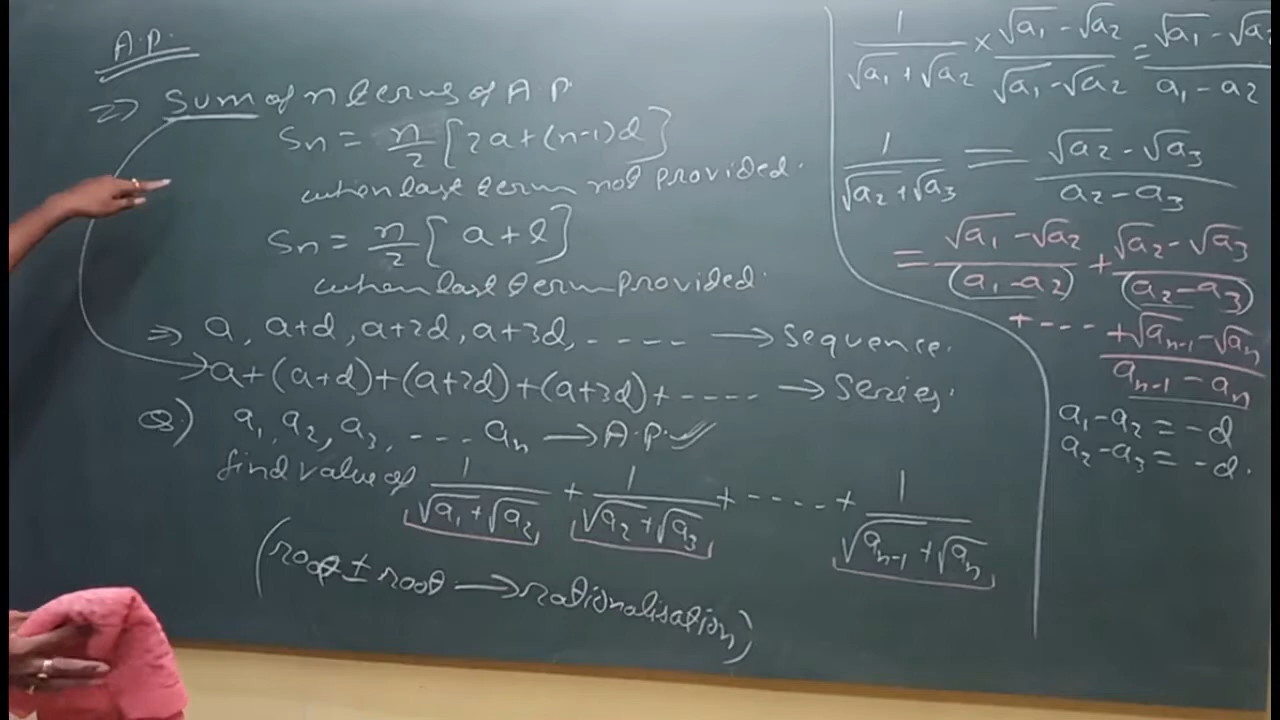 A.P.
=> Sum of n terms of A.P.
Sn = n/2 [2a+(n-1)d]
when last term not provided.
Sn = n/2 [a+l]
when last term provided.
=> a, a+d, a+2d, a+3d, ..... → sequence.
a+(a+d)+(a+2d)+(a+3d)+..... → series.
Q.) a1, a2, a3, .... an → A.P. ✓
find value of 1/(√a1+√a2) + 1/(√a2+√a3) + ..... + 1/(√an-1+√an)
(root ± root → rationalisation)
1/(√a1+√a2) × (√a1-√a2)/(√a1-√a2) = (√a1-√a2)/(a1-a2)
1/(√a2+√a3) = (√a2-√a3)/(a2-a3)
= (√a1-√a2)/(a1-a2) + (√a2-√a3)/(a2-a3)
+ .... + (√an-1-√an)/(an-1-an)
a1-a2 = -d
a2-a3 = -d.